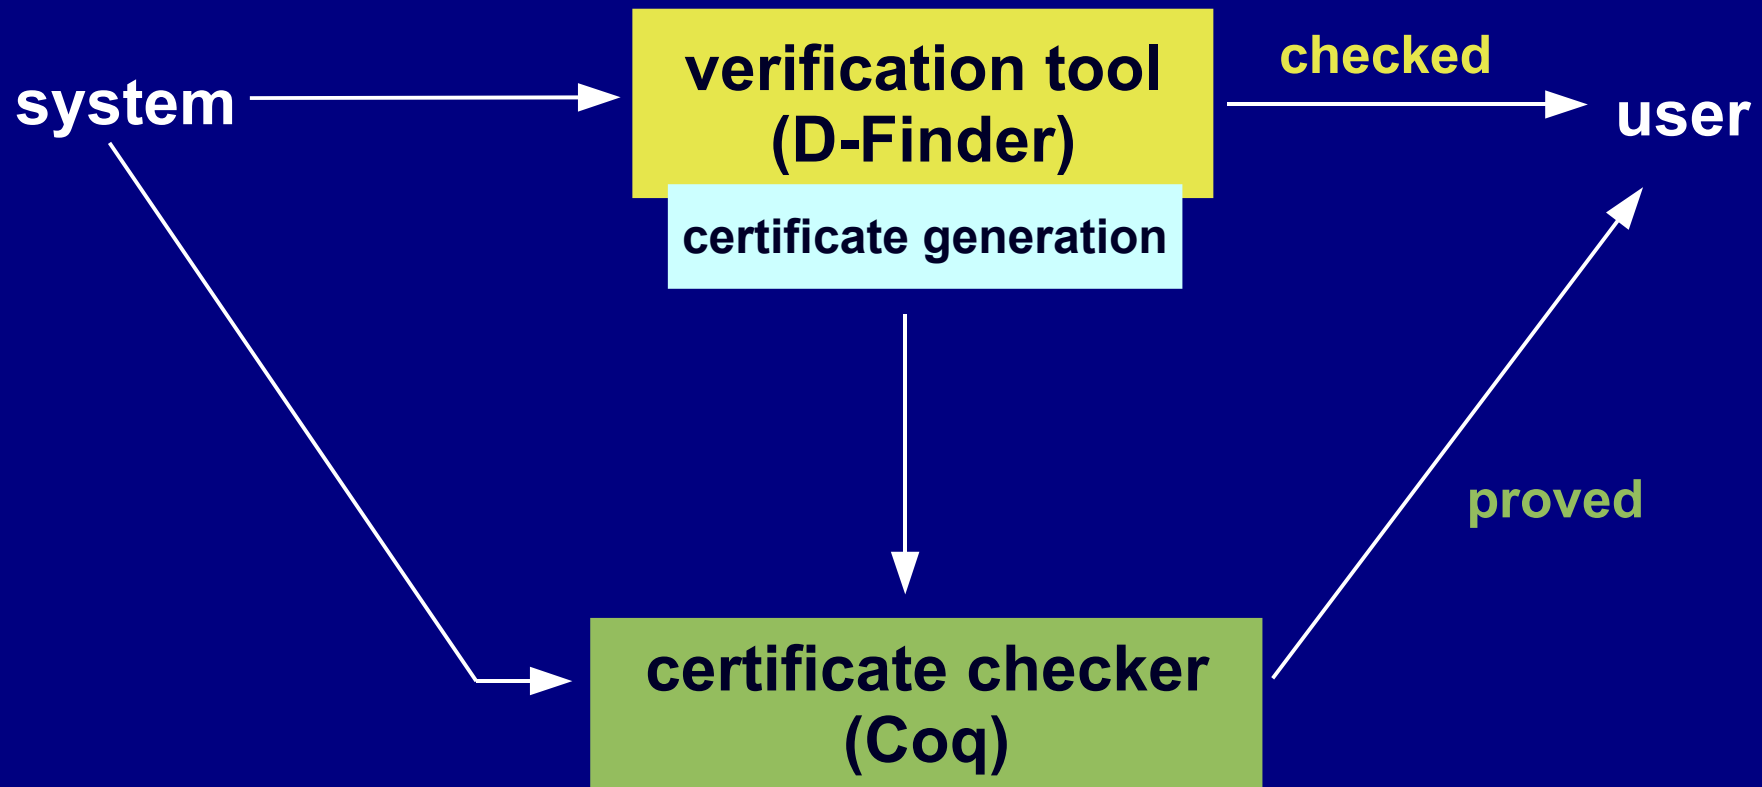 system
verification tool
(D-Finder)
checked
user
certificate generation
proved
certificate checker
(Coq)